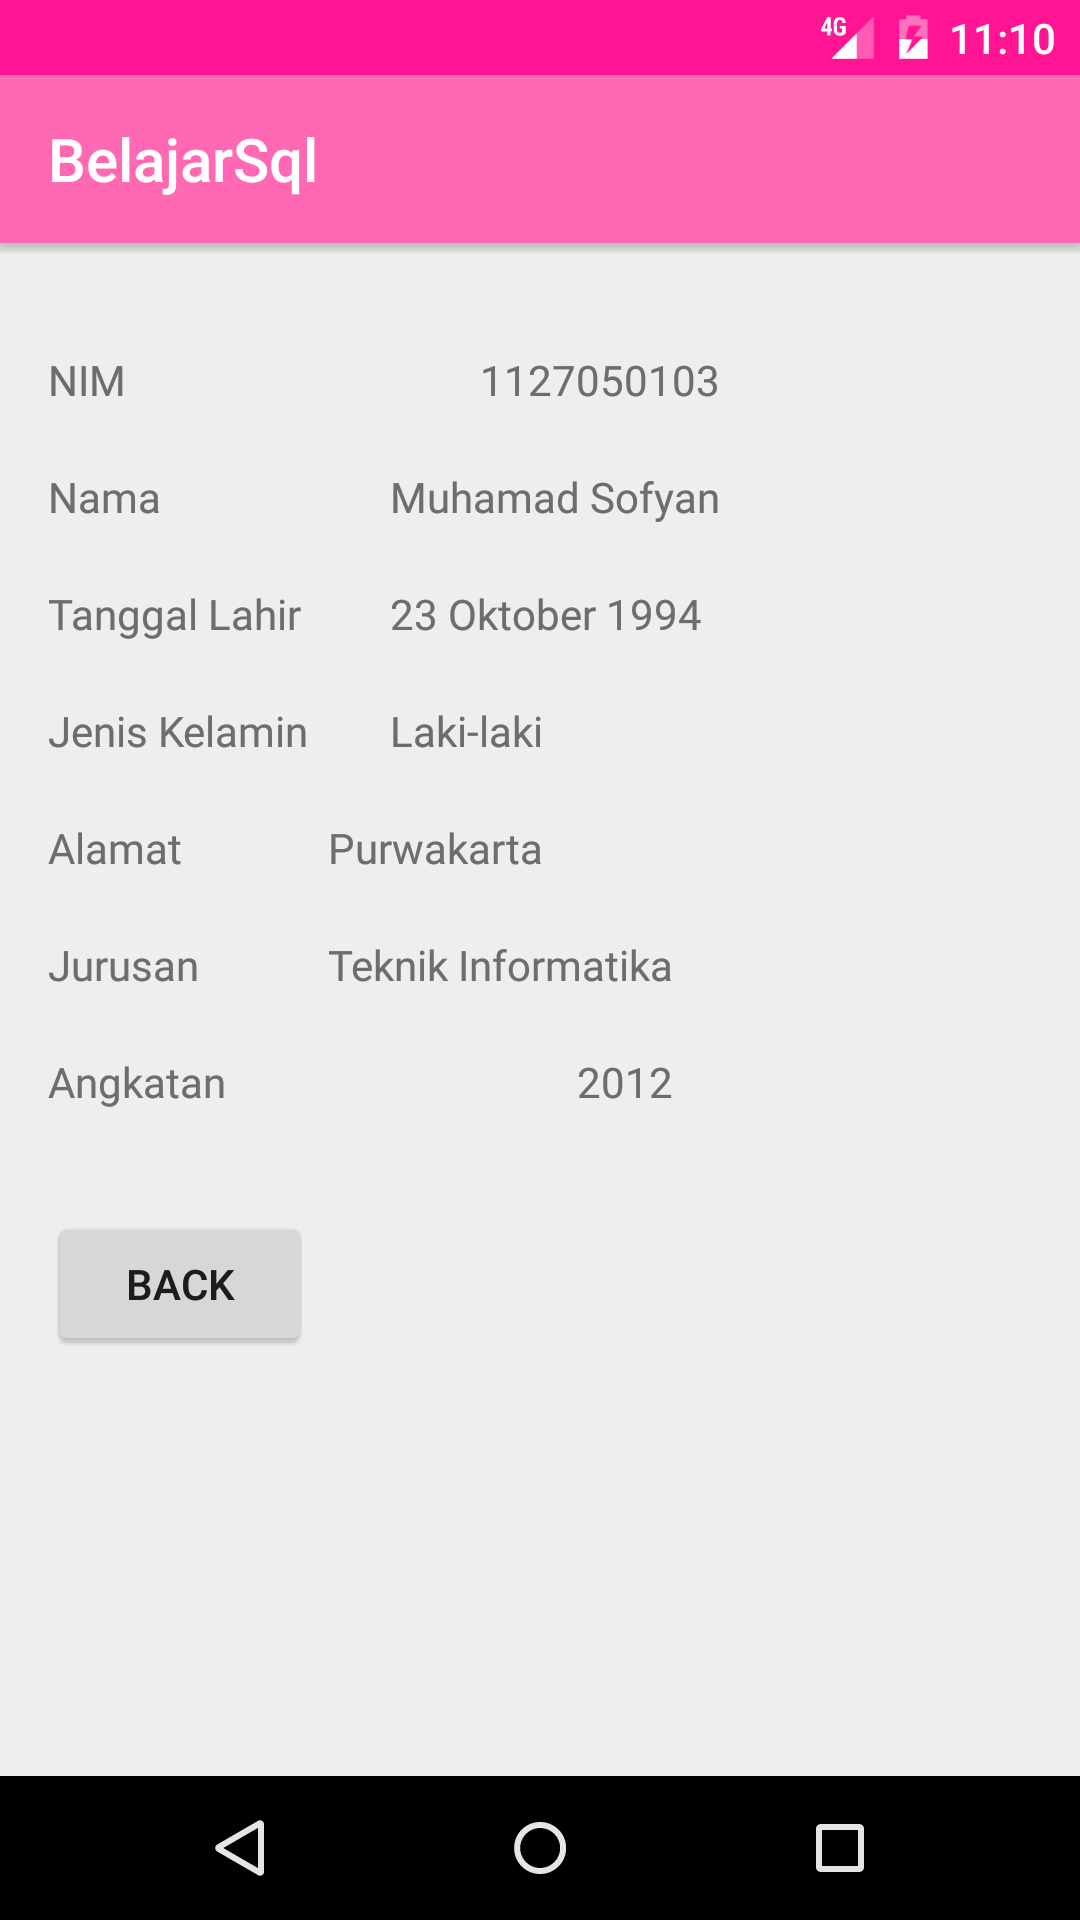 4G 11:10
BelajarSql
NIM 1127050103
Nama Muhamad Sofyan
Tanggal Lahir 23 Oktober 1994
Jenis Kelamin Laki-laki
Alamat Purwakarta
Jurusan Teknik Informatika
Angkatan 2012
BACK